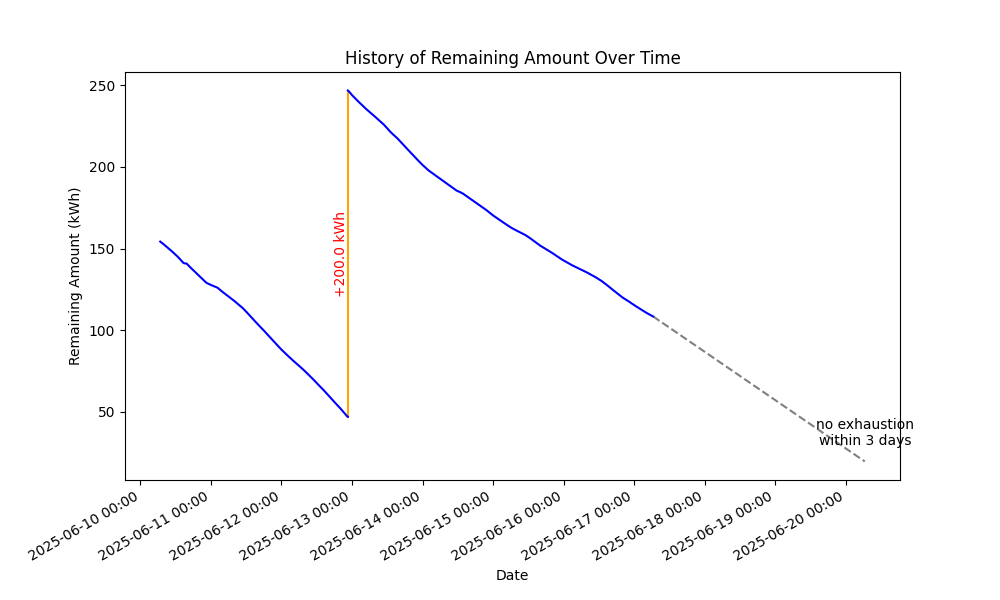 History of Remaining Amount Over Time
Remaining Amount (kWh)
250
200
150
100
50
+200.0 kWh
no exhaustion
within 3 days
2025-06-10 00:00
2025-06-11 00:00
2025-06-12 00:00
2025-06-13 00:00
2025-06-14 00:00
2025-06-15 00:00
2025-06-16 00:00
2025-06-17 00:00
2025-06-18 00:00
2025-06-19 00:00
2025-06-20 00:00
Date